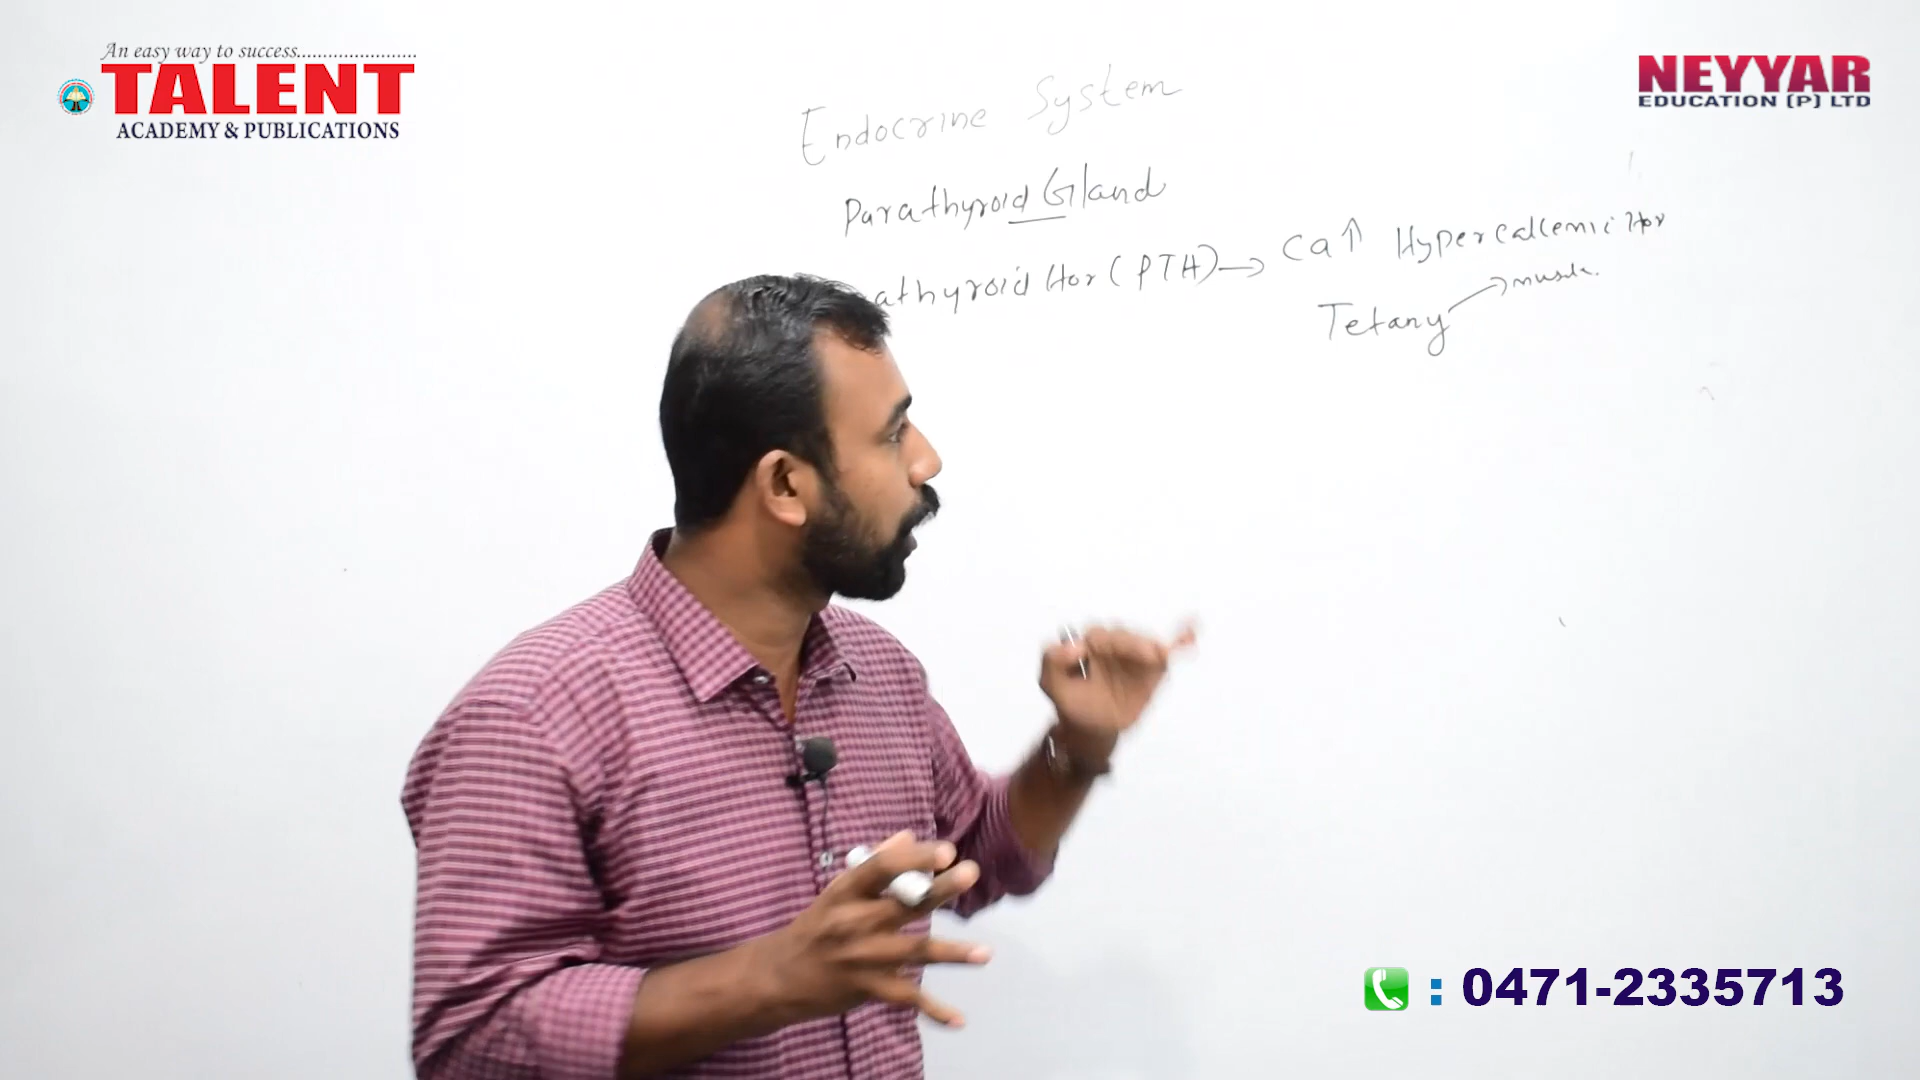 An easy way to success......................
TALENT
ACADEMY & PUBLICATIONS
NEYYAR
EDUCATION (P) LTD
Endocrine System
Parathyroid Gland
athyroid Hor (PTH) → Ca↑ Hypercalcemic Hor
Tetany → muscle.
: 0471-2335713